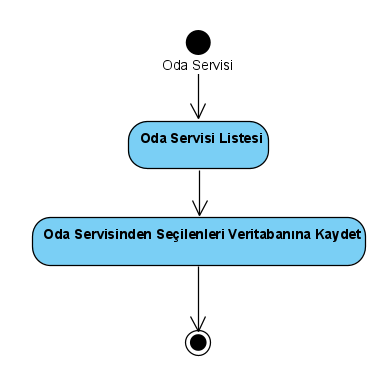 Oda Servisi
Oda Servisi Listesi
Oda Servisinden Seçilenleri Veritabanına Kaydet